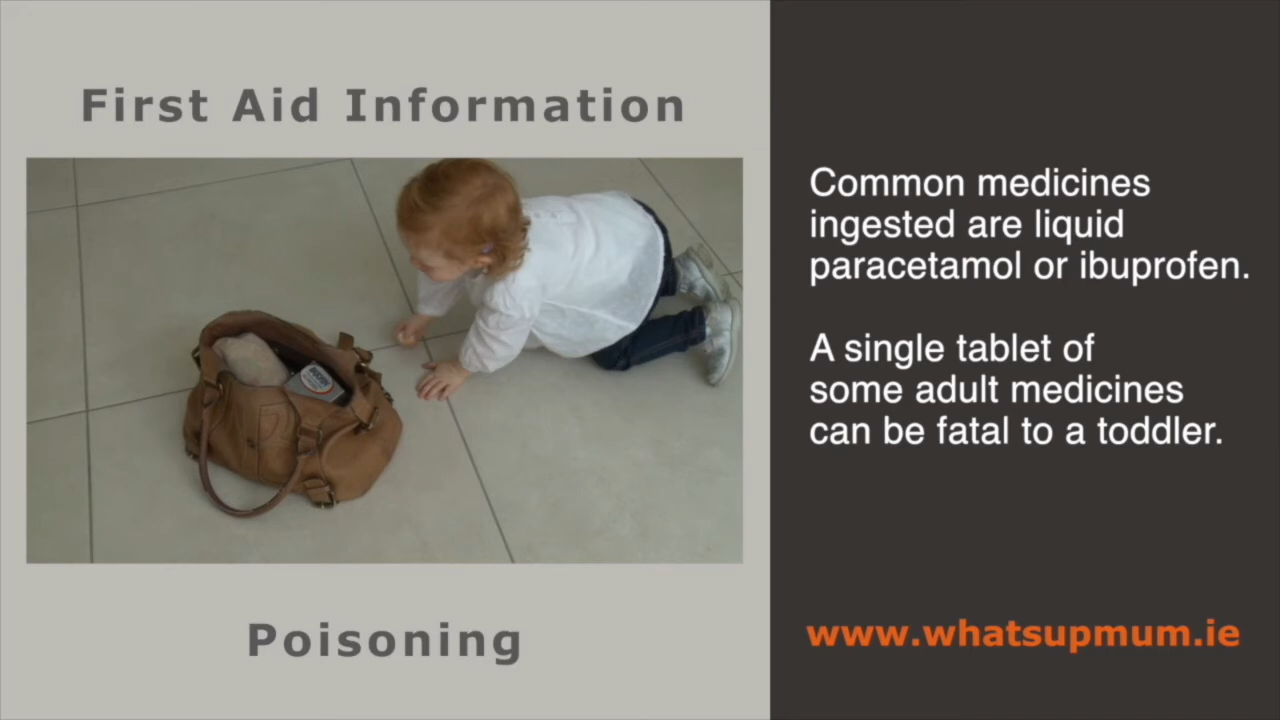 First Aid Information
Common medicines
ingested are liquid
paracetamol or ibuprofen.
A single tablet of
some adult medicines
can be fatal to a toddler.
Poisoning
www.whatsupmum.ie